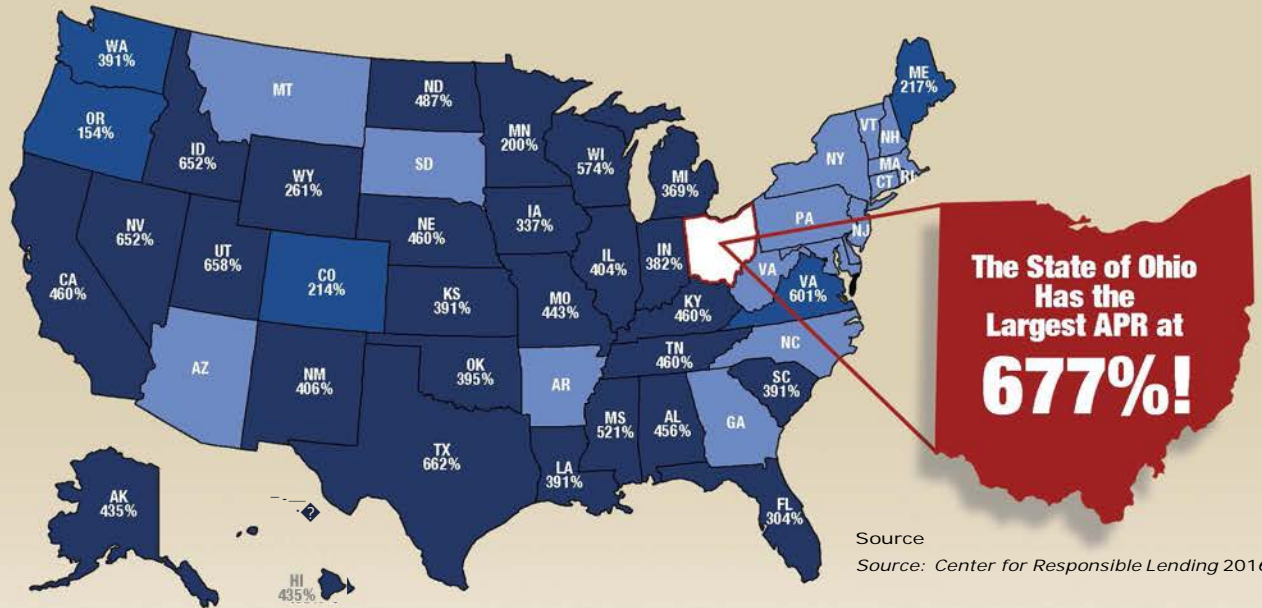 WA
391%
OR
154%
MT
ID
652%
WY
261%
ND
487%
SD
MN
200%
WI
574%
MI
369%
ME
217%
VT
NH
NY
MA
CT
RI
PA
NJ
NV
652%
UT
658%
CA
460%
CO
214%
NE
460%
IA
337%
KS
391%
MO
443%
IL
404%
IN
382%
KY
460%
VA
VA
601%
NC
TN
460%
SC
391%
AZ
NM
406%
OK
395%
AR
TX
662%
LA
391%
MS
521%
AL
456%
GA
FL
304%
AK
435%
?
HI
435%
The State of Ohio
Has the
Largest APR at
677%!
Source
Source: Center for Responsible Lending 2016